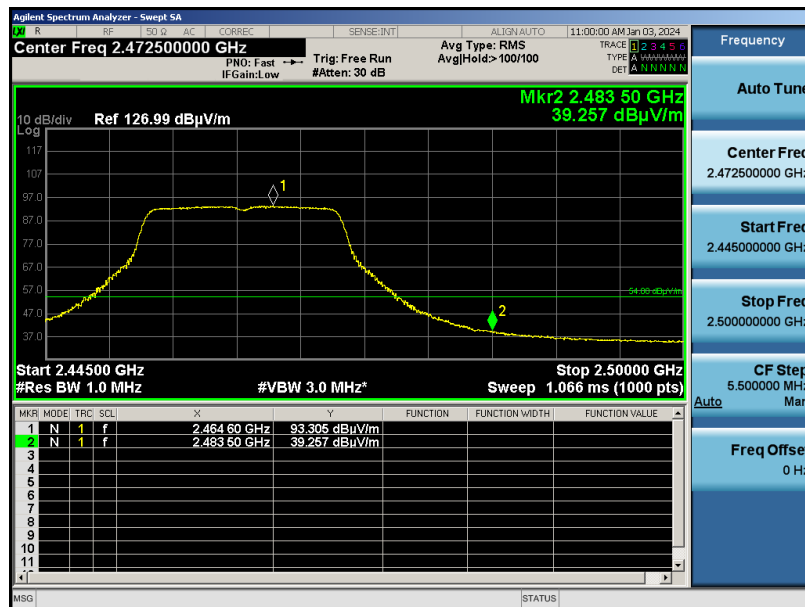 Agilent Spectrum Analyzer - Swept SA
LXI R RF 50 Ω AC CORREC SENSE:INT ALIGN AUTO 11:00:00 AM Jan 03, 2024
Center Freq 2.472500000 GHz
PNO: Fast
IFGain:Low
Trig: Free Run
#Atten: 30 dB
Avg Type: RMS
Avg|Hold:>100/100
TRACE 1 2 3 4 5 6
TYPE A WWWWW
DET A N N N N N
Mkr2 2.483 50 GHz
39.257 dBµV/m
10 dB/div Ref 126.99 dBµV/m
Log
117
107
97.0
87.0
77.0
67.0
57.0
47.0
37.0
1
2
54.00 dBµV/m
Start 2.44500 GHz Stop 2.50000 GHz
#Res BW 1.0 MHz #VBW 3.0 MHz* Sweep 1.066 ms (1000 pts)
MKR MODE TRC SCL X Y FUNCTION FUNCTION WIDTH FUNCTION VALUE
1 N 1 f 2.464 60 GHz 93.305 dBµV/m
2 N 1 f 2.483 50 GHz 39.257 dBµV/m
3
4
5
6
7
8
9
10
11
MSG STATUS
Frequency
Auto Tune
Center Freq
2.472500000 GHz
Start Freq
2.445000000 GHz
Stop Freq
2.500000000 GHz
CF Step
5.500000 MHz
Auto Man
Freq Offset
0 Hz